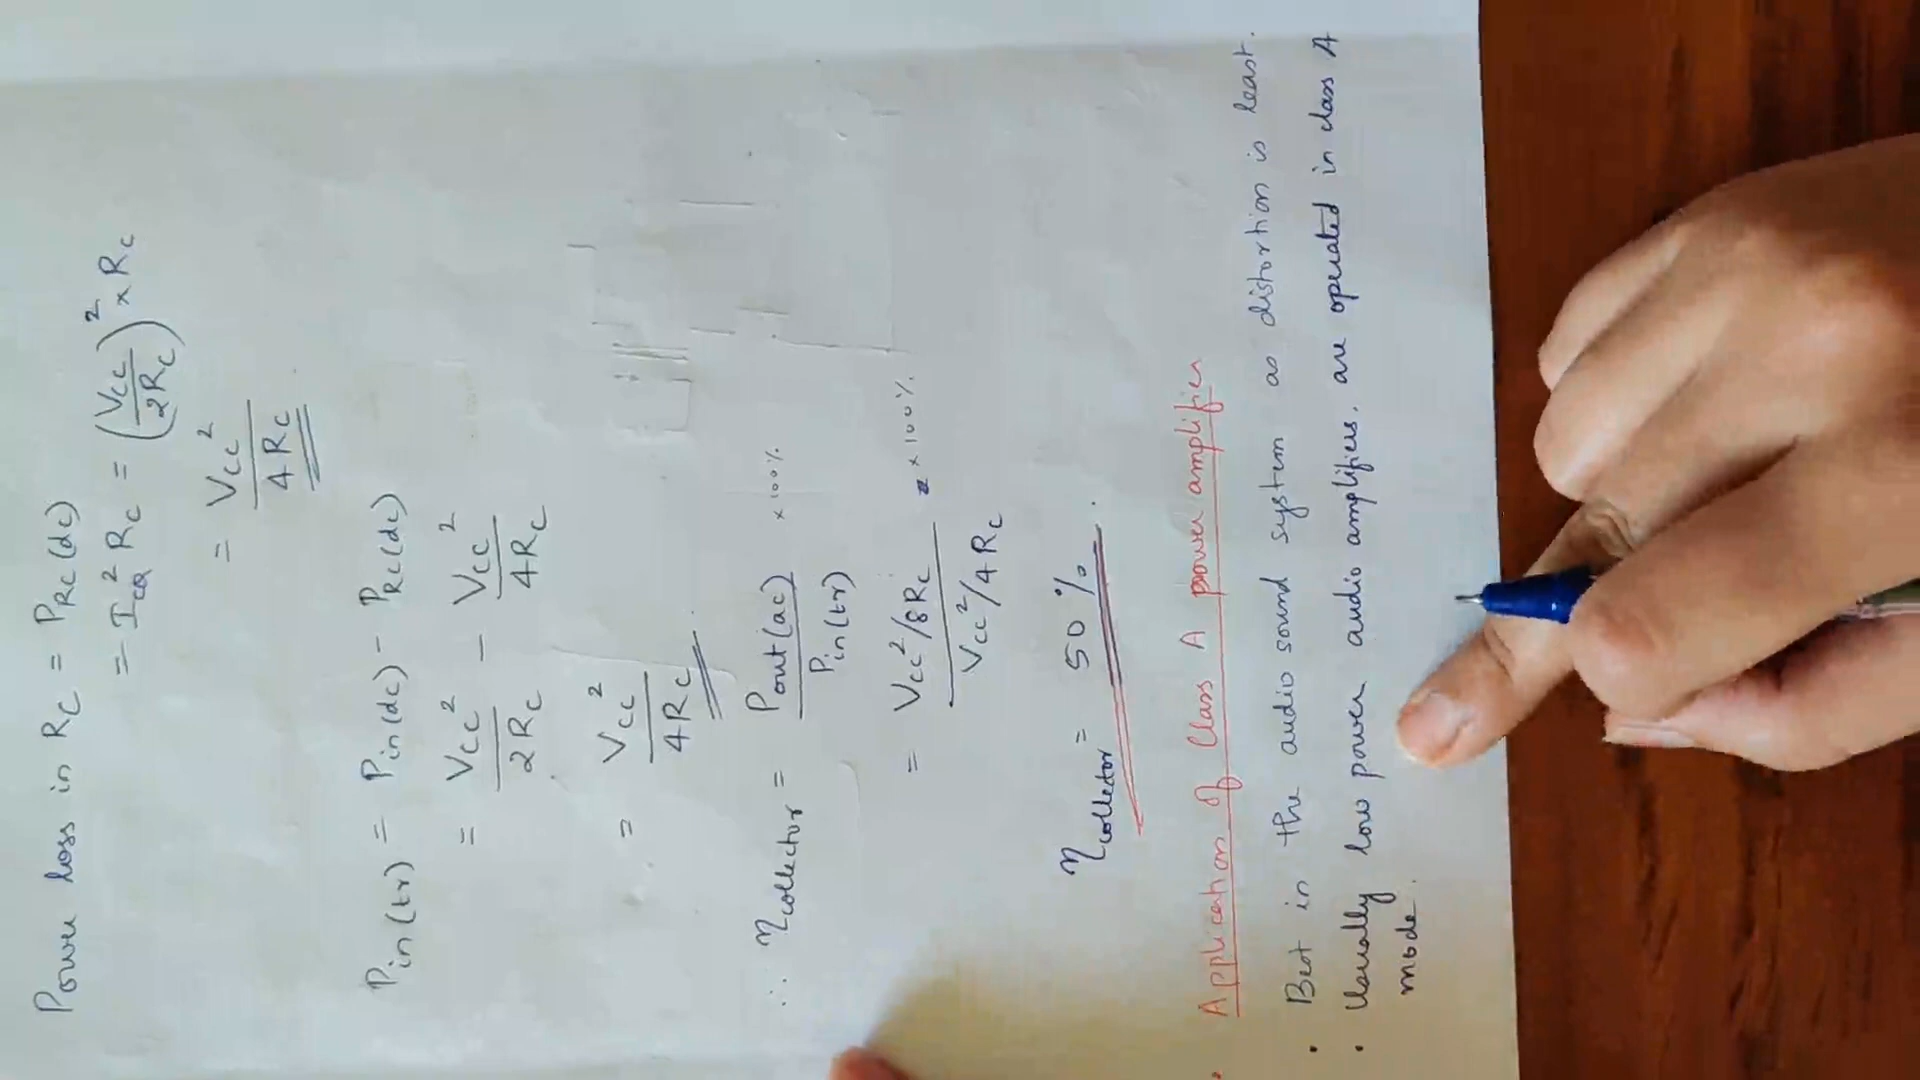 Power loss in RC = PRC(dc)
= ICQ² RC = (VCC/2RC)² × RC
= VCC²/4RC
Pin(tr) = Pin(dc) - PRC(dc)
= VCC²/2RC - VCC²/4RC
= VCC²/4RC
∴ ηcollector = Pout(ac)/Pin(tr) × 100%
= VCC²/8RC / VCC²/4RC × 100%
ηcollector = 50%.
• Application of Class A power amplifier
• Best in the audio sound system as distortion is least.
• Usually low power audio amplifiers, are operated in class A
mode.